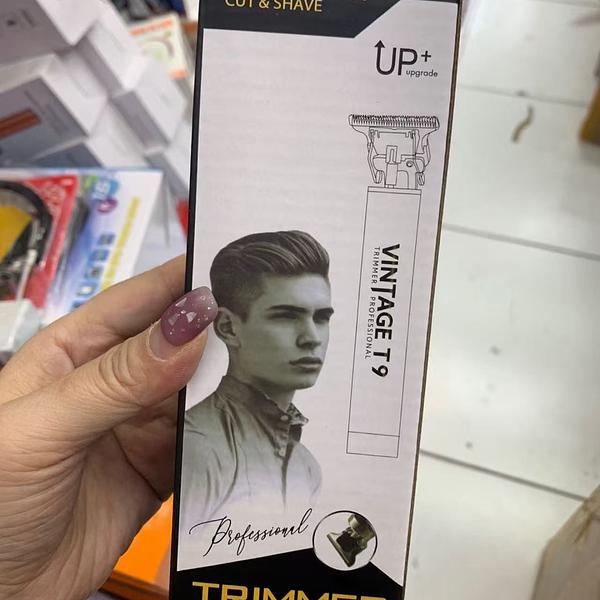 CUT & SHAVE
UP+
upgrade
VINTAGE T9
TRIMMER PROFESSIONAL
Professional
TRIMMER